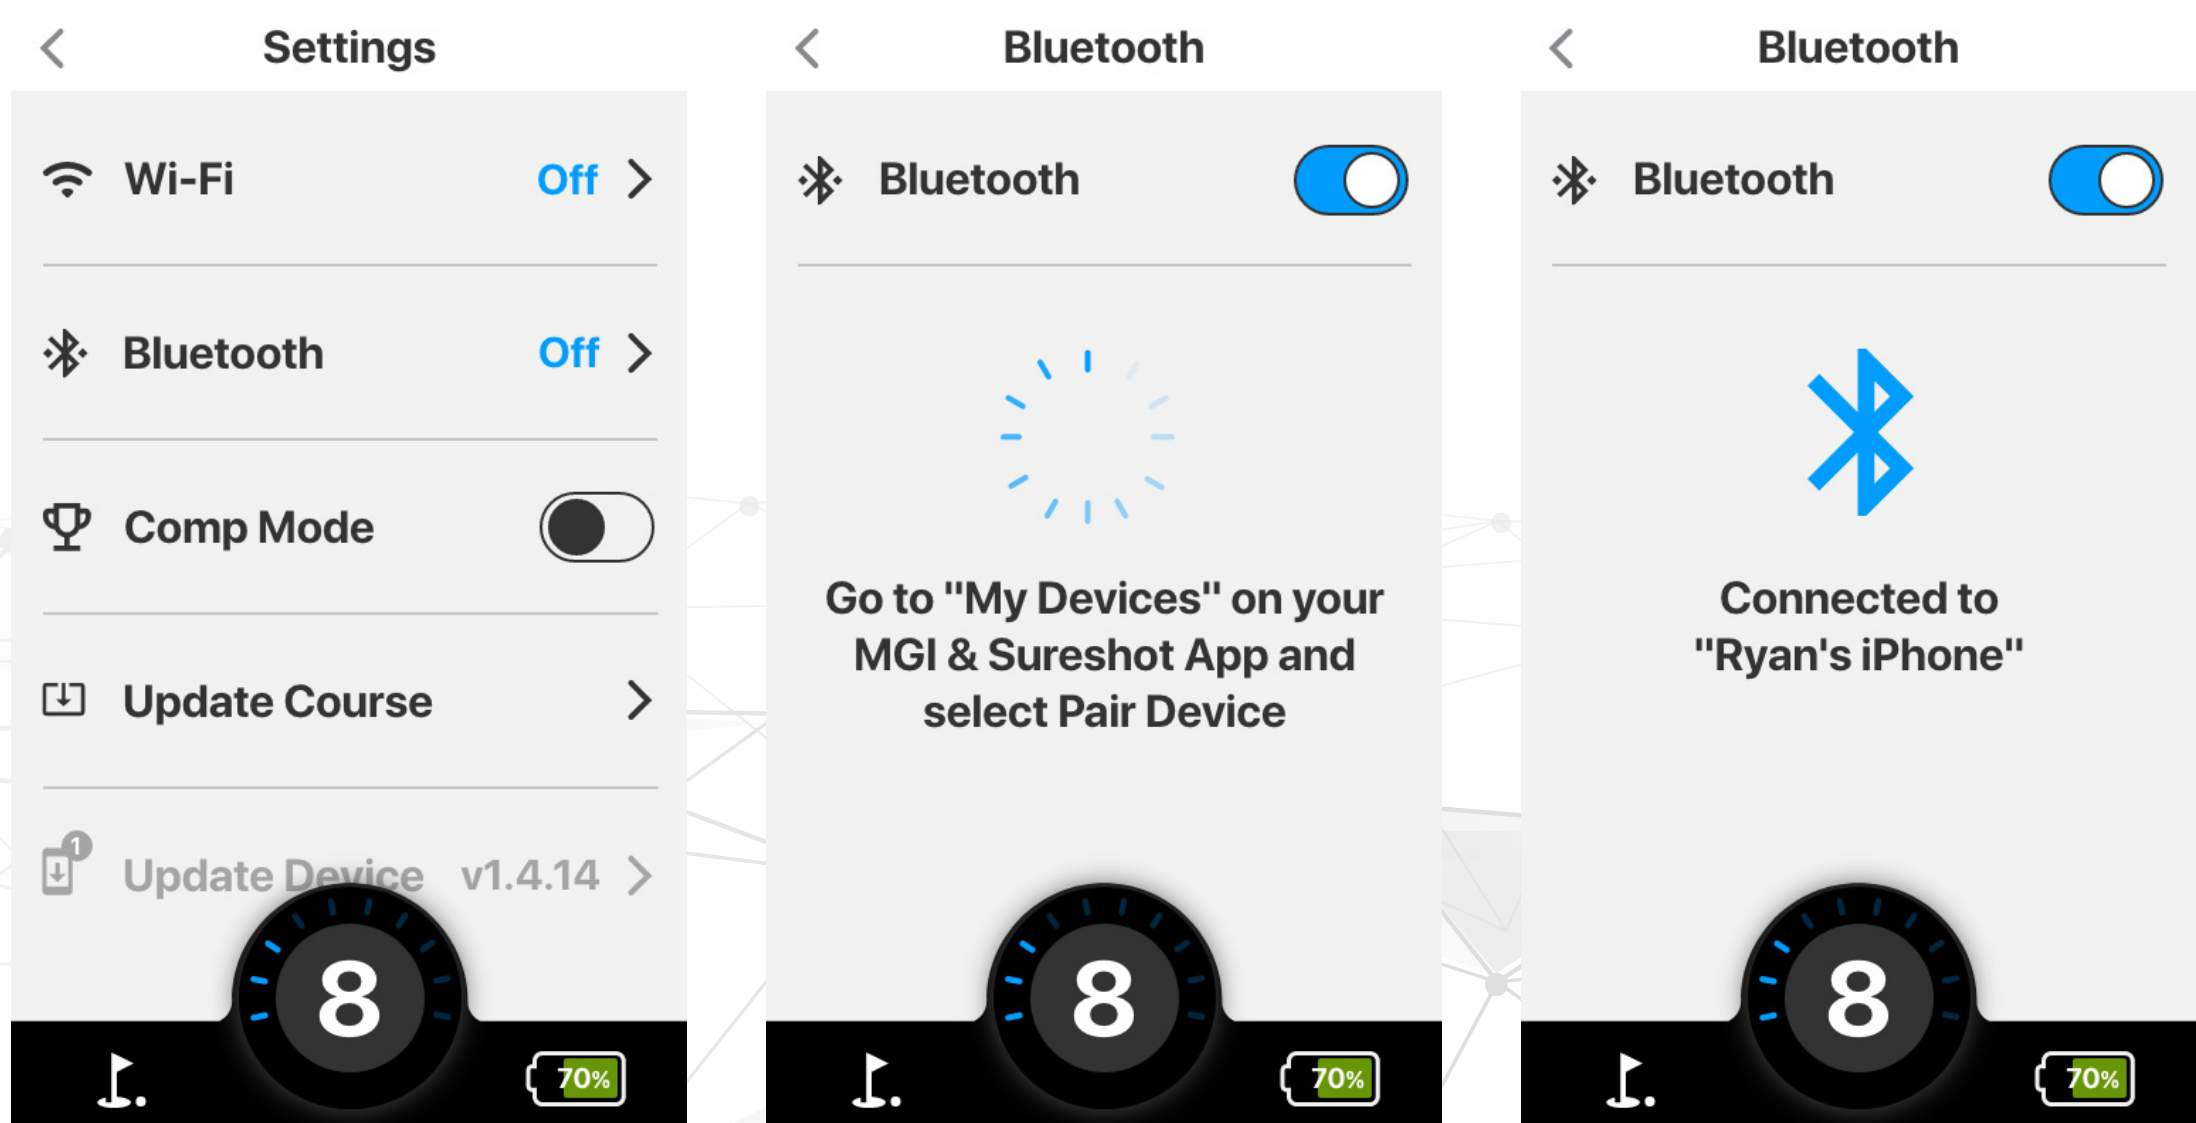 Settings
Wi-Fi Off
Bluetooth Off
Comp Mode
Update Course
1
Update Device v1.4.14
8
70%
Bluetooth
Bluetooth
Go to "My Devices" on your
MGI & Sureshot App and
select Pair Device
8
70%
Bluetooth
Bluetooth
Connected to
"Ryan's iPhone"
8
70%